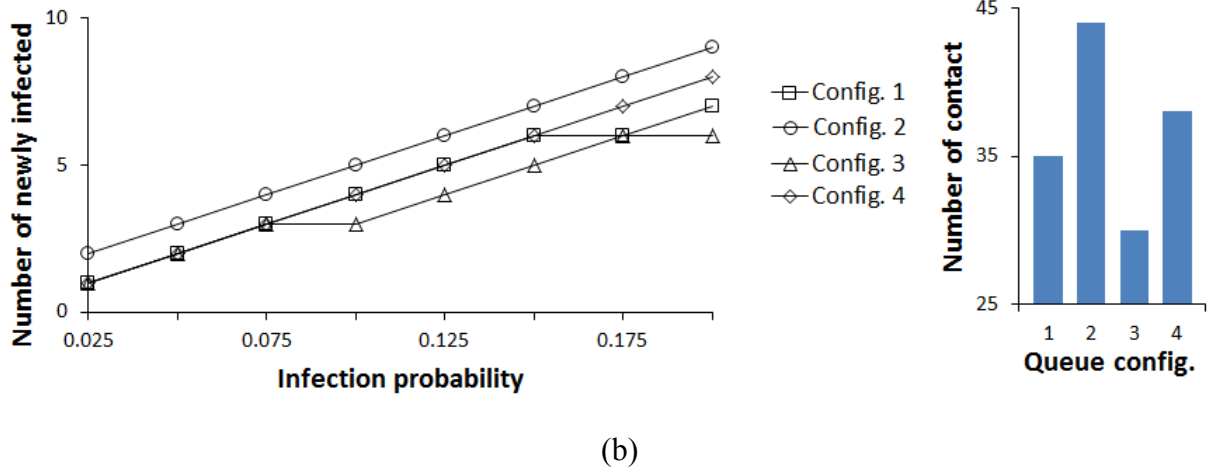 10
5
0
Number of newly infected
0.025
0.075
0.125
0.175
Infection probability
Config. 1
Config. 2
Config. 3
Config. 4
45
35
25
Number of contact
1 2 3 4
Queue config.
(b)